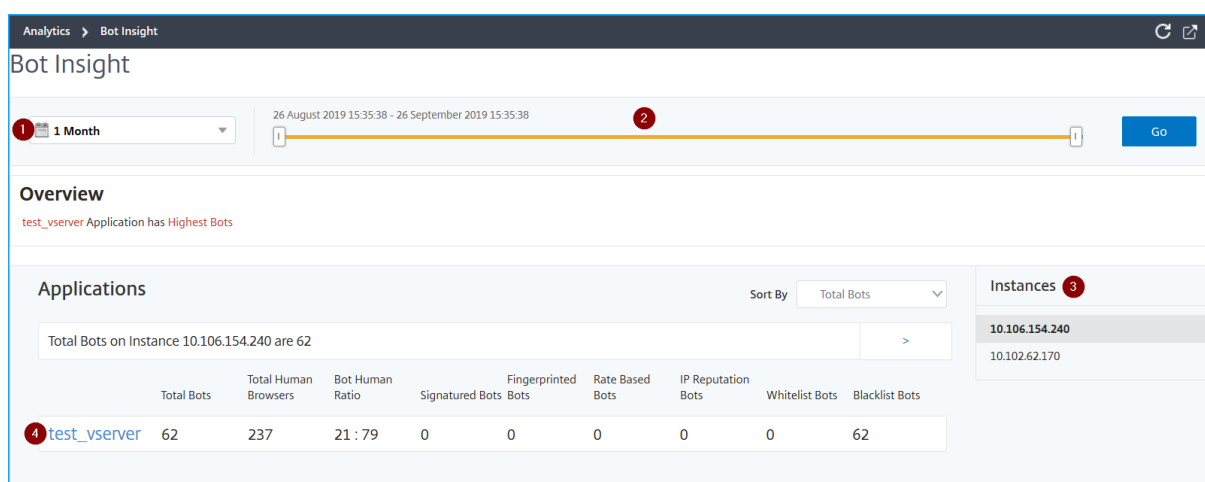 Analytics > Bot Insight
Bot Insight
1 1 Month
26 August 2019 15:35:38 - 26 September 2019 15:35:38
2
Go
Overview
test_vserver Application has Highest Bots
Applications
Sort By Total Bots
Total Bots on Instance 10.106.154.240 are 62 >
Total Bots Total Human Browsers Bot Human Ratio Signatured Bots Fingerprinted Bots Rate Based Bots IP Reputation Bots Whitelist Bots Blacklist Bots
4 test_vserver 62 237 21 : 79 0 0 0 0 0 62
Instances 3
10.106.154.240
10.102.62.170